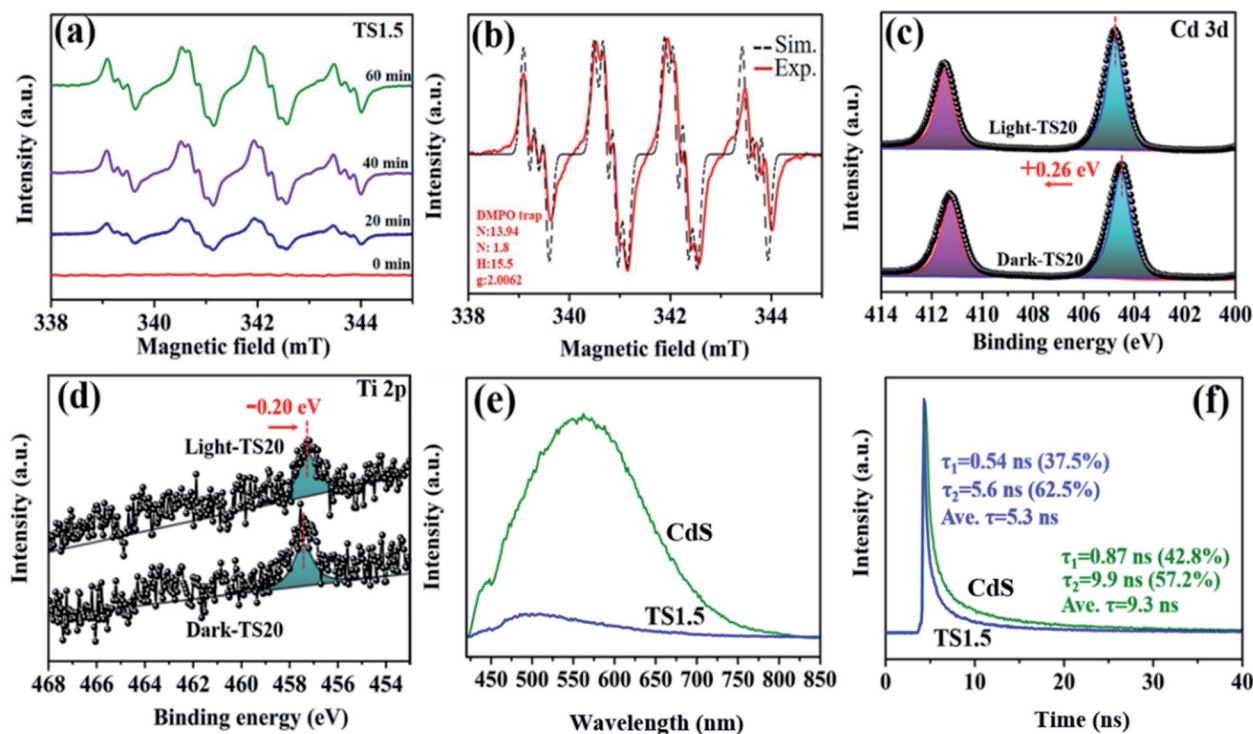 (a)
TS1.5
60 min
40 min
20 min
0 min
Intensity (a.u.)
338 340 342 344
Magnetic field (mT)
(b)
Sim.
Exp.
DMPO trap
N:13.94
N: 1.8
H:15.5
g:2.0062
Intensity (a.u.)
338 340 342 344
Magnetic field (mT)
(c)
Cd 3d
Light-TS20
+0.26 eV
Dark-TS20
Intensity (a.u.)
414 412 410 408 406 404 402 400
Binding energy (eV)
(d)
Ti 2p
−0.20 eV
Light-TS20
Dark-TS20
Intensity (a.u.)
468 466 464 462 460 458 456 454
Binding energy (eV)
(e)
CdS
TS1.5
Intensity (a.u.)
450 500 550 600 650 700 750 800 850
Wavelength (nm)
(f)
τ1=0.54 ns (37.5%)
τ2=5.6 ns (62.5%)
Ave. τ=5.3 ns
τ1=0.87 ns (42.8%)
τ2=9.9 ns (57.2%)
Ave. τ=9.3 ns
CdS
TS1.5
Intensity (a.u.)
0 10 20 30 40
Time (ns)